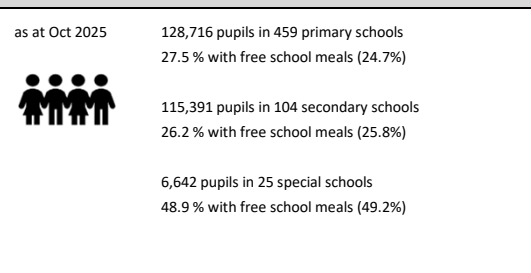 as at Oct 2025
128,716 pupils in 459 primary schools
27.5 % with free school meals (24.7%)
115,391 pupils in 104 secondary schools
26.2 % with free school meals (25.8%)
6,642 pupils in 25 special schools
48.9 % with free school meals (49.2%)